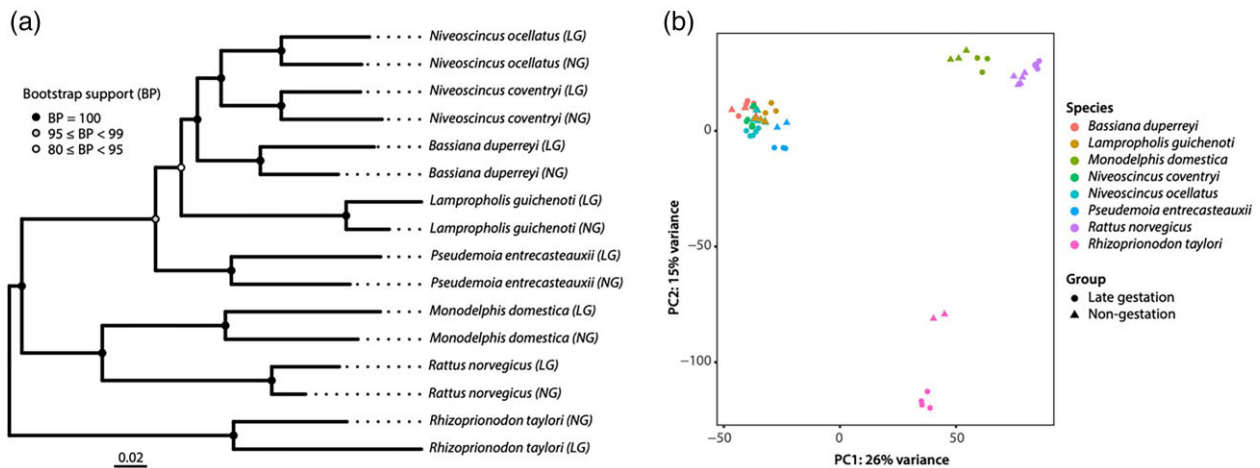 (a)
Bootstrap support (BP)
BP = 100
95 ≤ BP < 99
80 ≤ BP < 95
Niveoscincus ocellatus (LG)
Niveoscincus ocellatus (NG)
Niveoscincus coventryi (LG)
Niveoscincus coventryi (NG)
Bassiana duperreyi (LG)
Bassiana duperreyi (NG)
Lampropholis guichenoti (LG)
Lampropholis guichenoti (NG)
Pseudemoia entrecasteauxii (LG)
Pseudemoia entrecasteauxii (NG)
Monodelphis domestica (LG)
Monodelphis domestica (NG)
Rattus norvegicus (LG)
Rattus norvegicus (NG)
Rhizoprionodon taylori (NG)
Rhizoprionodon taylori (LG)
0.02
(b)
PC2: 15% variance
0
−50
−100
−50
0
50
PC1: 26% variance
Species
Bassiana duperreyi
Lampropholis guichenoti
Monodelphis domestica
Niveoscincus coventryi
Niveoscincus ocellatus
Pseudemoia entrecasteauxii
Rattus norvegicus
Rhizoprionodon taylori
Group
Late gestation
Non-gestation